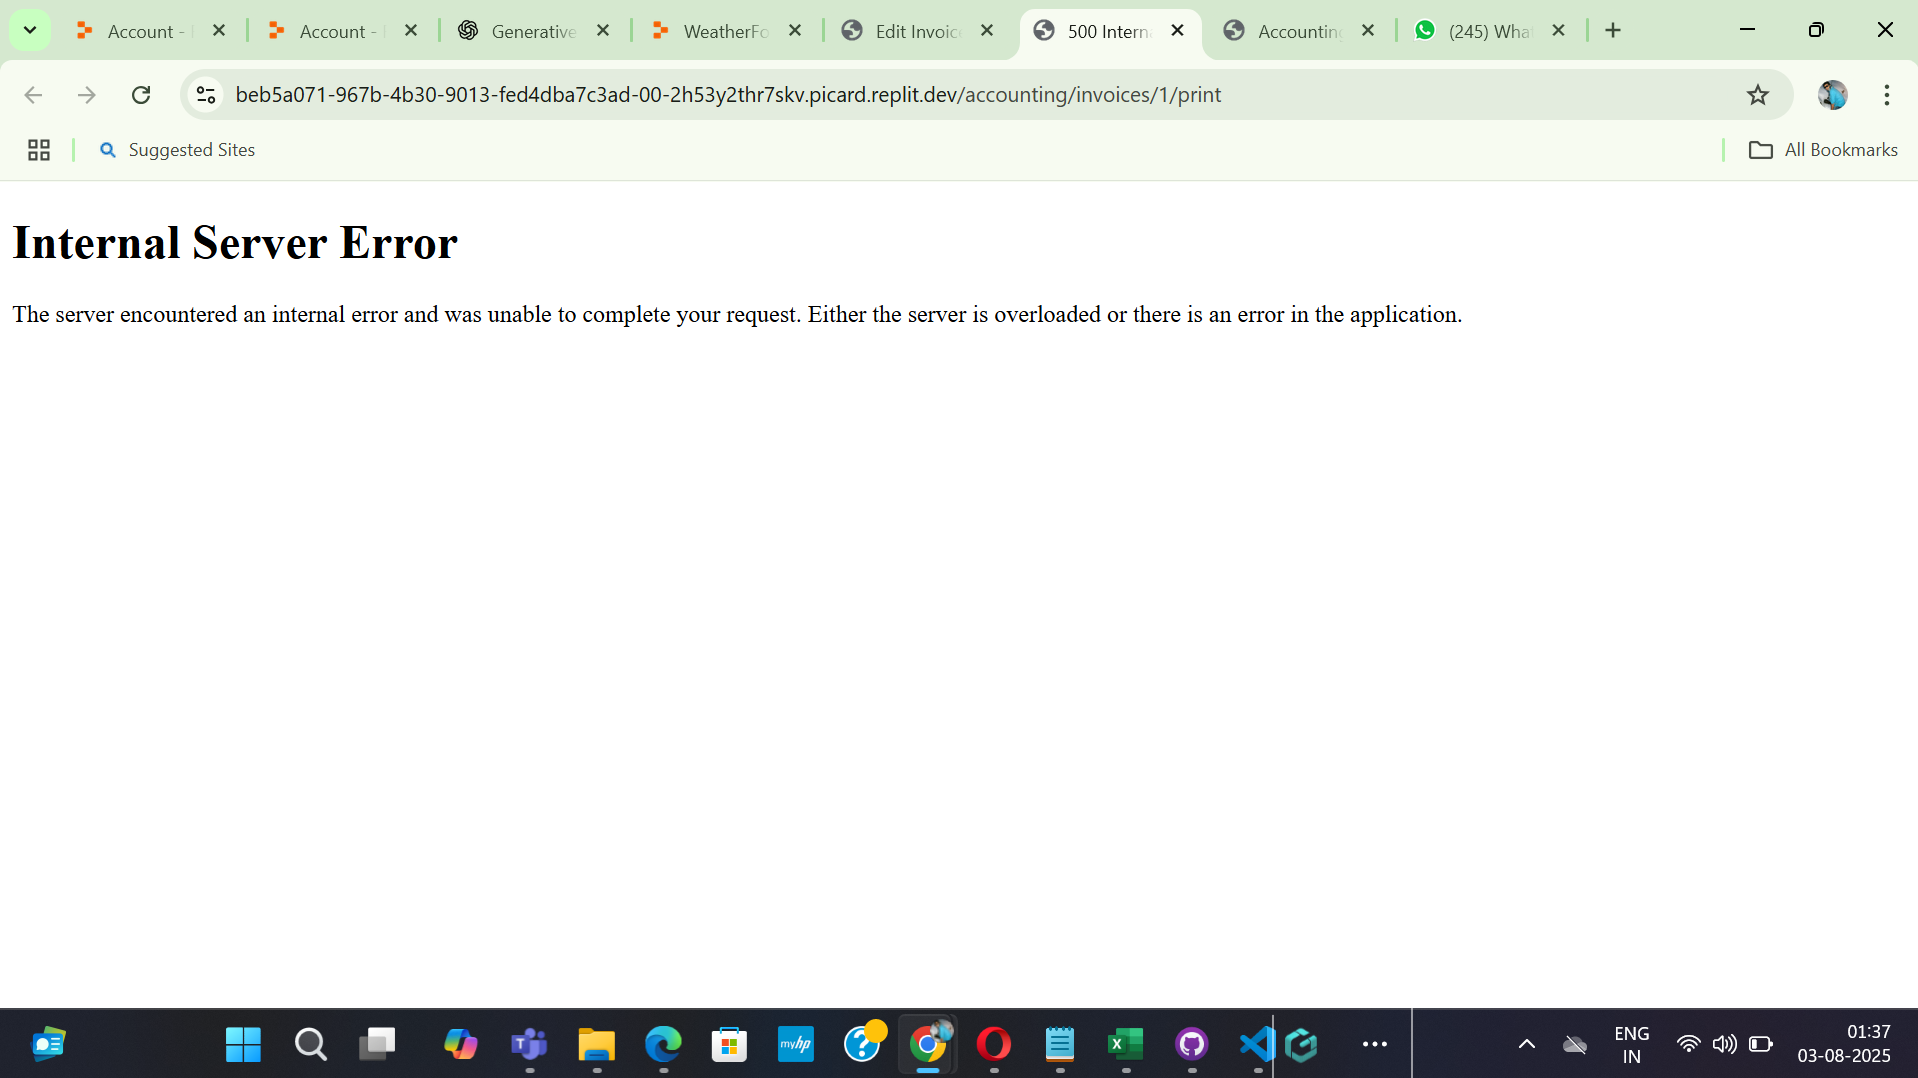 Account -
Account -
Generative
WeatherFo
Edit Invoic
500 Intern
Accounting
(245) What
beb5a071-967b-4b30-9013-fed4dba7c3ad-00-2h53y2thr7skv.picard.replit.dev/accounting/invoices/1/print
Suggested Sites
All Bookmarks
Internal Server Error
The server encountered an internal error and was unable to complete your request. Either the server is overloaded or there is an error in the application.
myhp
ENG
IN
01:37
03-08-2025